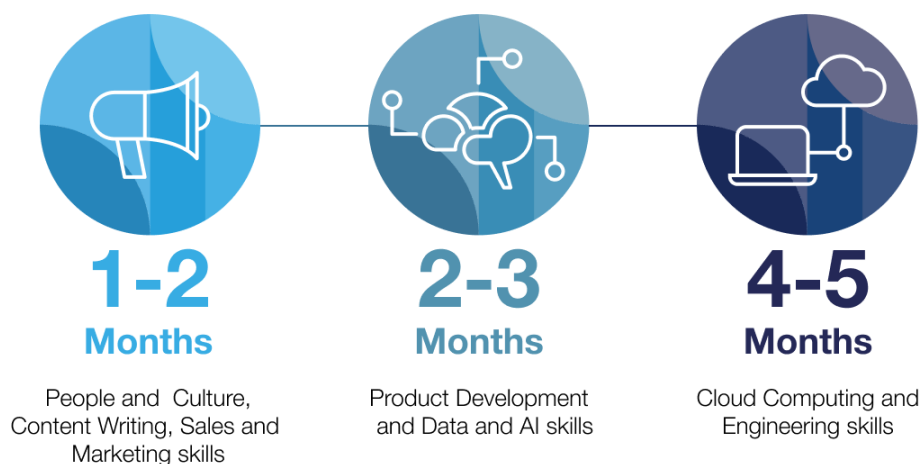 1-2
Months
People and Culture,
Content Writing, Sales and
Marketing skills
2-3
Months
Product Development
and Data and AI skills
4-5
Months
Cloud Computing and
Engineering skills